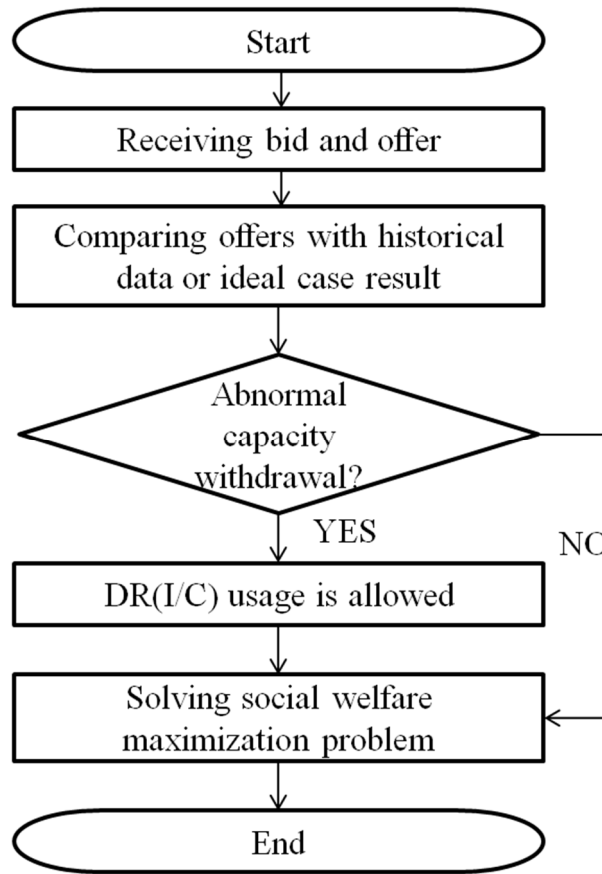 Start
Receiving bid and offer
Comparing offers with historical
data or ideal case result
Abnormal
capacity
withdrawal?
YES
NO
DR(I/C) usage is allowed
Solving social welfare
maximization problem
End